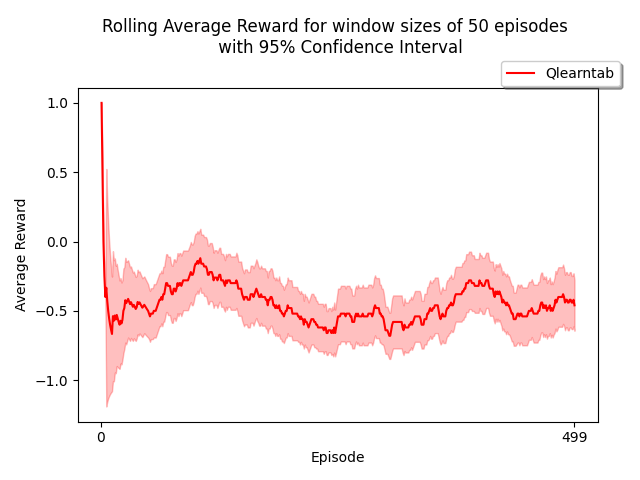 Rolling Average Reward for window sizes of 50 episodes
with 95% Confidence Interval
Qlearntab
Average Reward
1.0
0.5
0.0
−0.5
−1.0
0
499
Episode